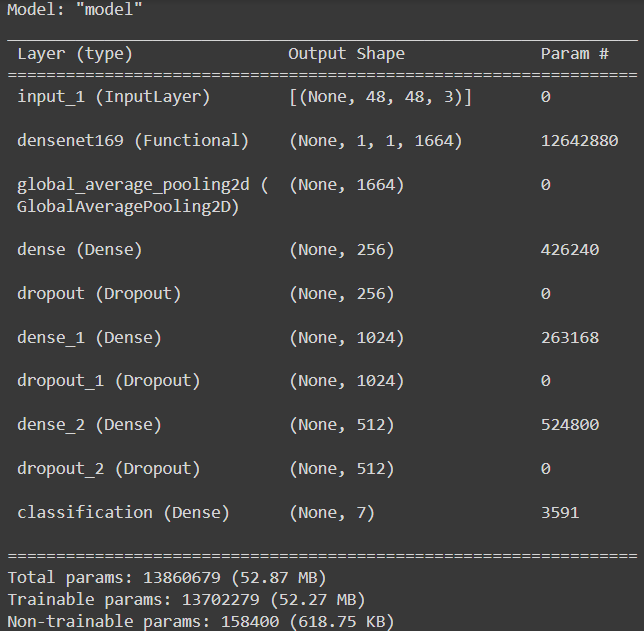 Model: "model"
Layer (type) Output Shape Param #
input_1 (InputLayer) [(None, 48, 48, 3)] 0
densenet169 (Functional) (None, 1, 1, 1664) 12642880
global_average_pooling2d ( (None, 1664) 0
GlobalAveragePooling2D)
dense (Dense) (None, 256) 426240
dropout (Dropout) (None, 256) 0
dense_1 (Dense) (None, 1024) 263168
dropout_1 (Dropout) (None, 1024) 0
dense_2 (Dense) (None, 512) 524800
dropout_2 (Dropout) (None, 512) 0
classification (Dense) (None, 7) 3591
Total params: 13860679 (52.87 MB)
Trainable params: 13702279 (52.27 MB)
Non-trainable params: 158400 (618.75 KB)